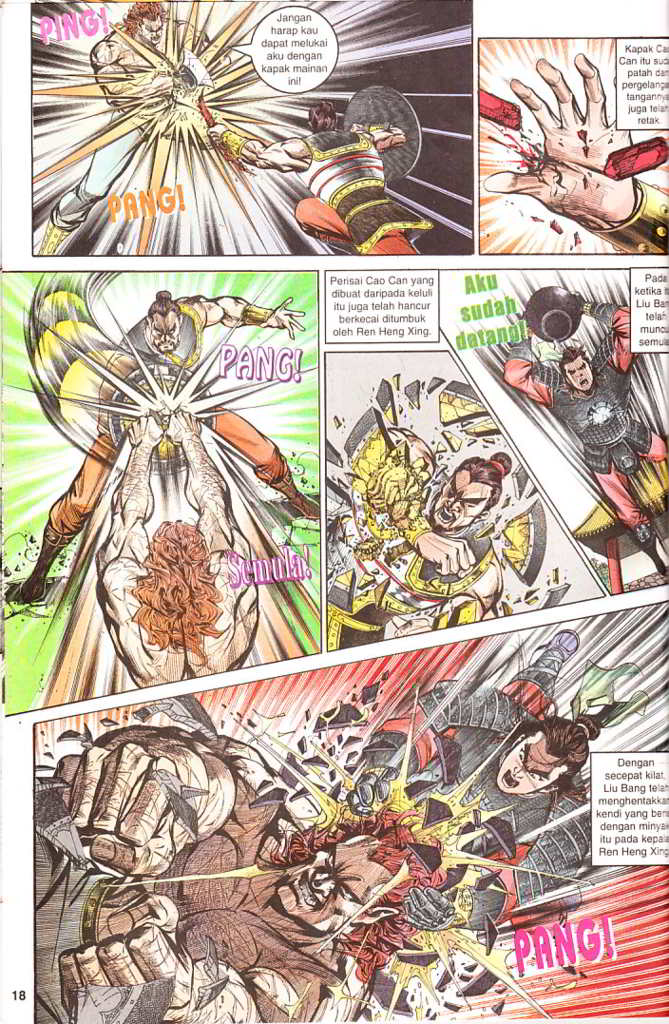 PING!
Jangan
harap kau
dapat melukai
aku dengan
kapak mainan
ini!
PANG!
Kapak
Can itu
patah dan
pergelangan
tangannya
juga telah
retak.
PANG!
Semula!
Perisai Cao Can yang
dibuat daripada keluli
itu juga telah hancur
berkecai ditumbuk
oleh Ren Heng Xing.
Aku
sudah
datang!
Pada
ketika
Liu Bang
telah
Dengan
secepat kilat,
Liu Bang telah
menghentakkan
kendi yang
dengan minyak
itu pada kepala
Ren Heng Xing.
PANG!
18